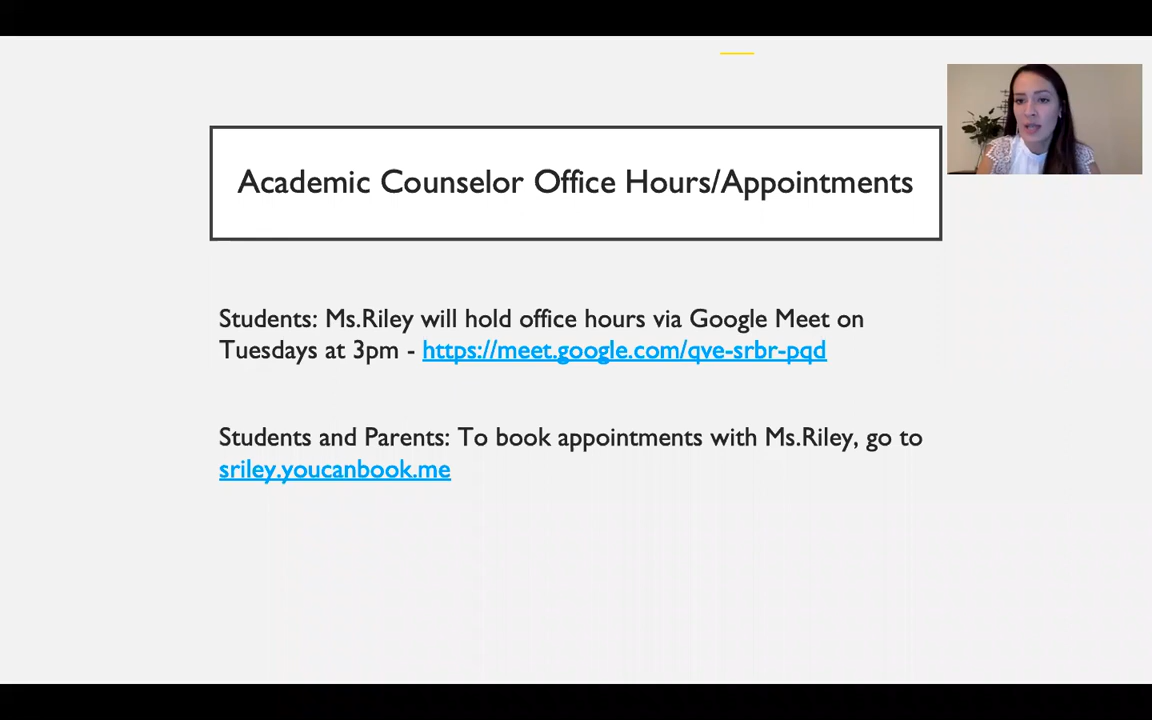 Academic Counselor Office Hours/Appointments
Students: Ms.Riley will hold office hours via Google Meet on
Tuesdays at 3pm - https://meet.google.com/qve-srbr-pqd
Students and Parents: To book appointments with Ms.Riley, go to
sriley.youcanbook.me